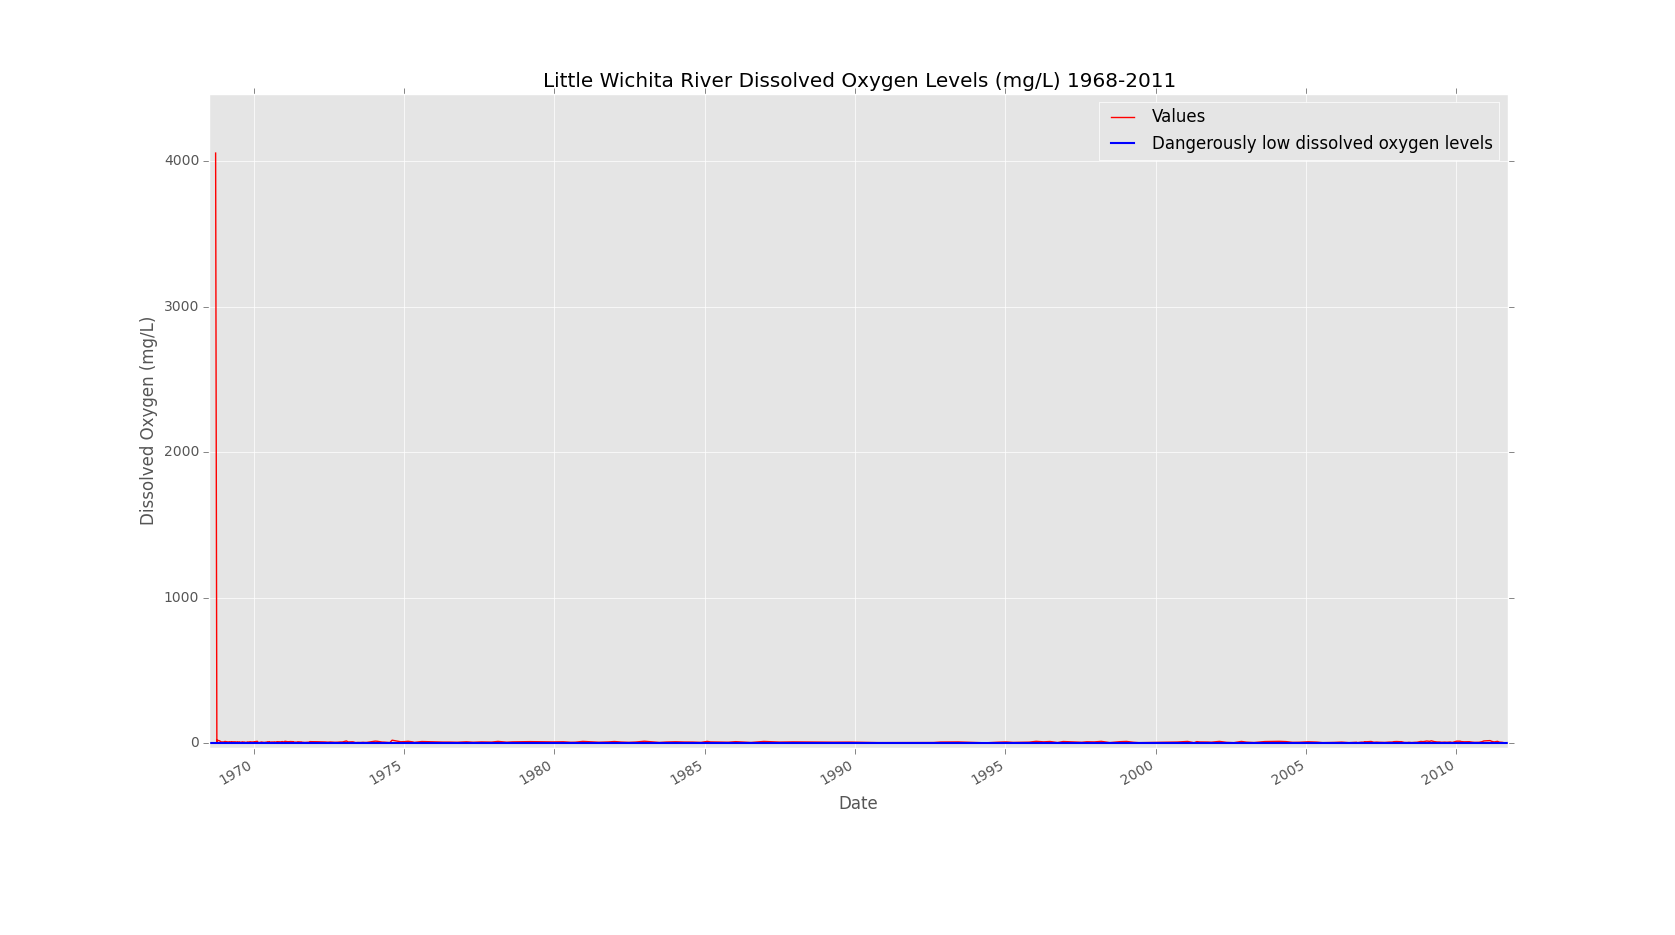 Little Wichita River Dissolved Oxygen Levels (mg/L) 1968-2011
Values
Dangerously low dissolved oxygen levels
4000
3000
2000
1000
0
Dissolved Oxygen (mg/L)
1970
1975
1980
1985
1990
1995
2000
2005
2010
Date